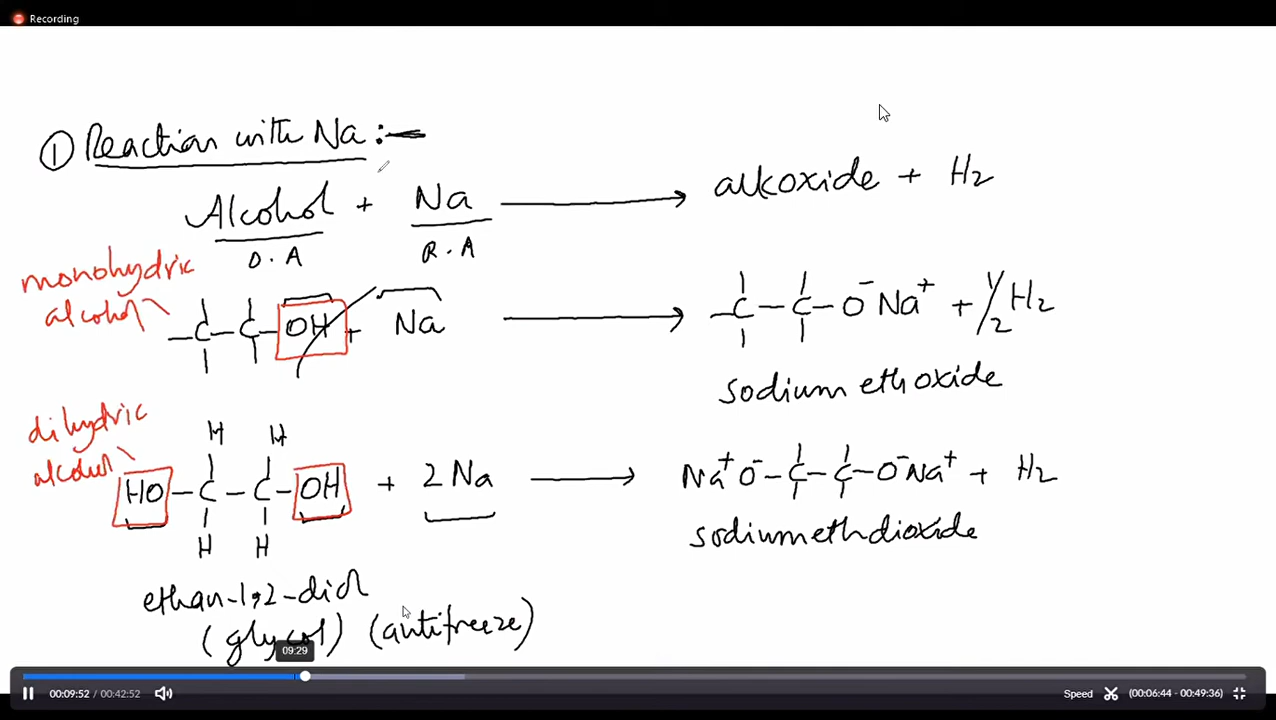 Recording
① Reaction with Na :-
Alcohol + Na → alkoxide + H2
O.A R.A
monohydric
alcohol
-C-C-OH + Na → -C-C-O⁻Na⁺ + 1/2 H2
sodium ethoxide
dihydric
alcohol
H H
HO-C-C-OH + 2Na → Na⁺O⁻-C-C-O⁻Na⁺ + H2
H H
sodiumethdioxide
ethan-1,2-diol
(glycol) (antifreeze)
09:29
00:09:52 / 00:42:52 Speed (00:06:44 - 00:49:36)